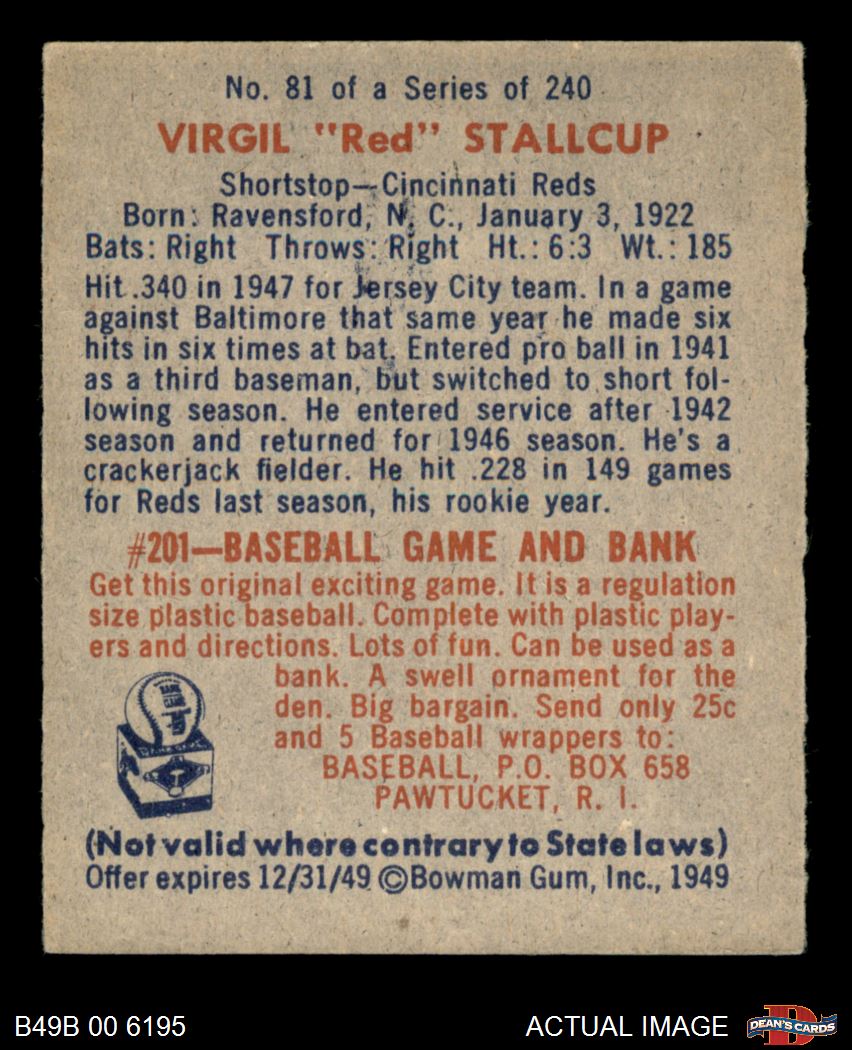 No. 81 of a Series of 240
VIRGIL "Red" STALLCUP
Shortstop—Cincinnati Reds
Born: Ravensford, N. C., January 3, 1922
Bats: Right Throws: Right Ht.: 6:3 Wt.: 185
Hit .340 in 1947 for Jersey City team. In a game
against Baltimore that same year he made six
hits in six times at bat. Entered pro ball in 1941
as a third baseman, but switched to short fol-
lowing season. He entered service after 1942
season and returned for 1946 season. He's a
crackerjack fielder. He hit .228 in 149 games
for Reds last season, his rookie year.
#201—BASEBALL GAME AND BANK
Get this original exciting game. It is a regulation
size plastic baseball. Complete with plastic play-
ers and directions. Lots of fun. Can be used as a
bank. A swell ornament for the
den. Big bargain. Send only 25c
and 5 Baseball wrappers to:
BASEBALL, P.O. BOX 658
PAWTUCKET, R. I.
(Not valid where contrary to State laws)
Offer expires 12/31/49 ©Bowman Gum, Inc., 1949
B49B 00 6195
ACTUAL IMAGE
DEAN'S CARDS